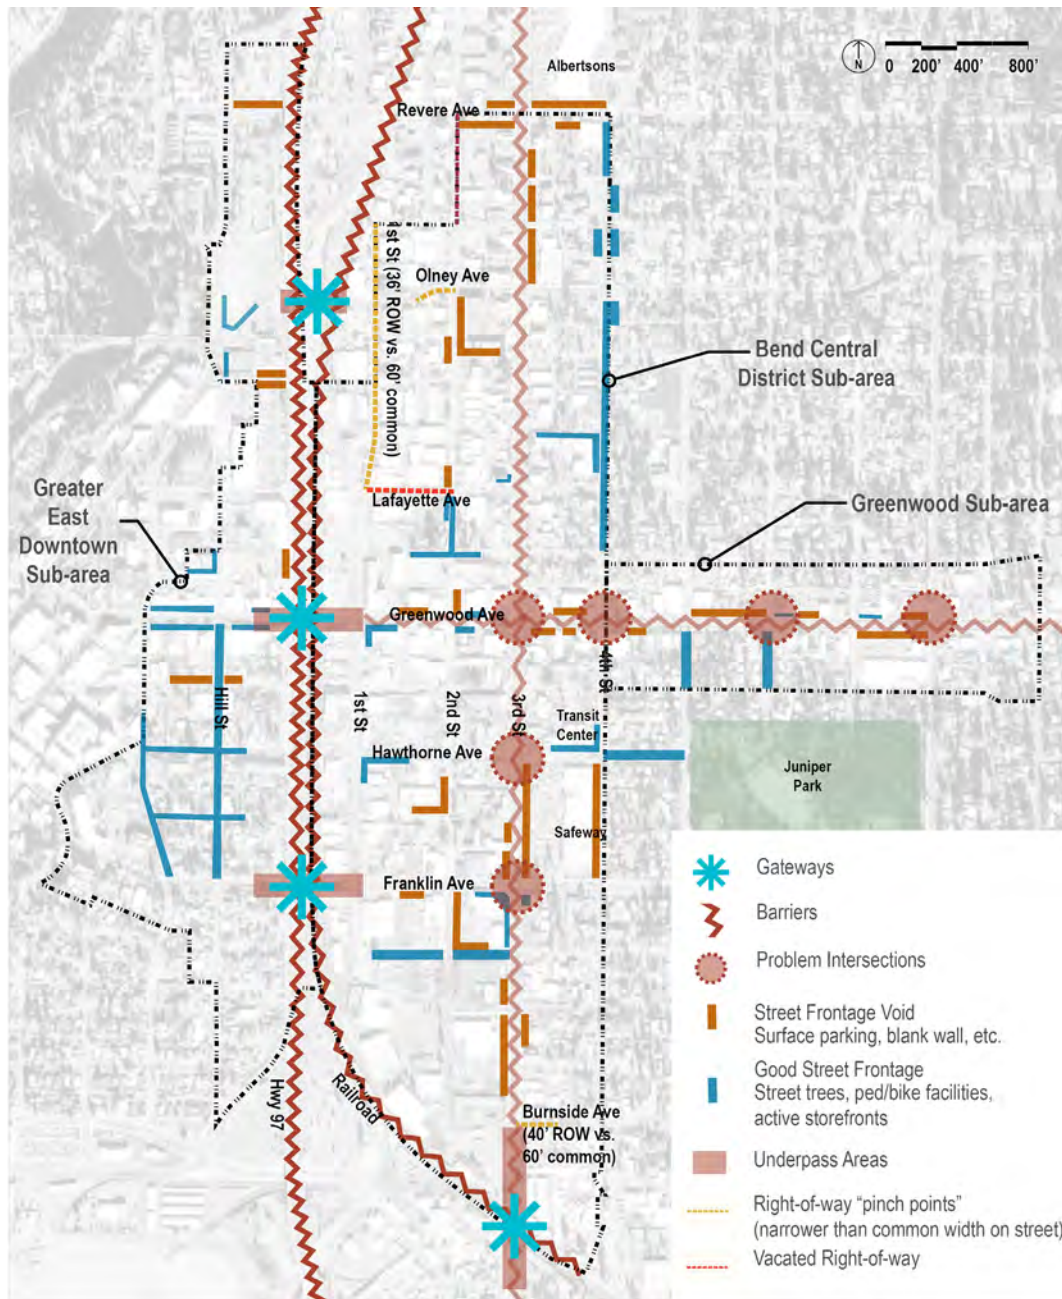 N
0 200' 400' 800'
Albertsons
Revere Ave
1st St (36' ROW vs. 60' common)
Olney Ave
Bend Central
District Sub-area
Greater
East
Downtown
Sub-area
Lafayette Ave
Greenwood Sub-area
Greenwood Ave
Hill St
1st St
2nd St
3rd St
4th St
Transit
Center
Hawthorne Ave
Juniper
Park
Safeway
Franklin Ave
Hwy 97
Railroad
Burnside Ave
(40' ROW vs.
60' common)
Gateways
Barriers
Problem Intersections
Street Frontage Void
Surface parking, blank wall, etc.
Good Street Frontage
Street trees, ped/bike facilities,
active storefronts
Underpass Areas
Right-of-way “pinch points”
(narrower than common width on street)
Vacated Right-of-way